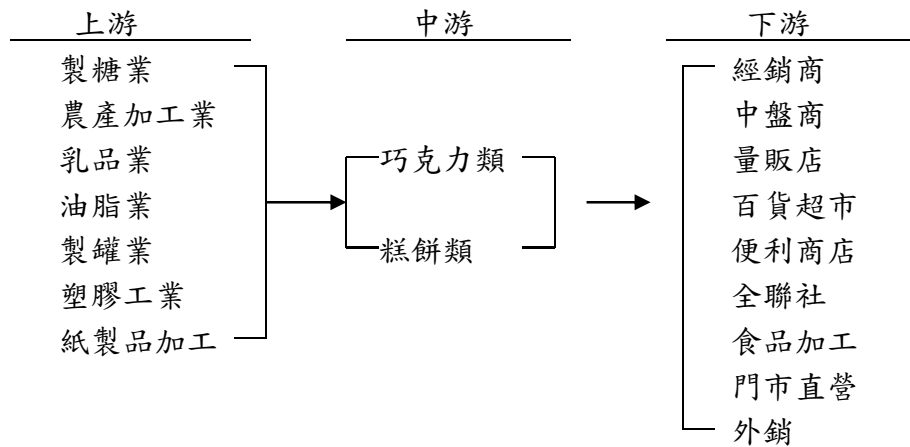 上游
製糖業
農產加工業
乳品業
油脂業
製罐業
塑膠工業
紙製品加工
中游
巧克力類
糕餅類
下游
經銷商
中盤商
量販店
百貨超市
便利商店
全聯社
食品加工
門市直營
外銷